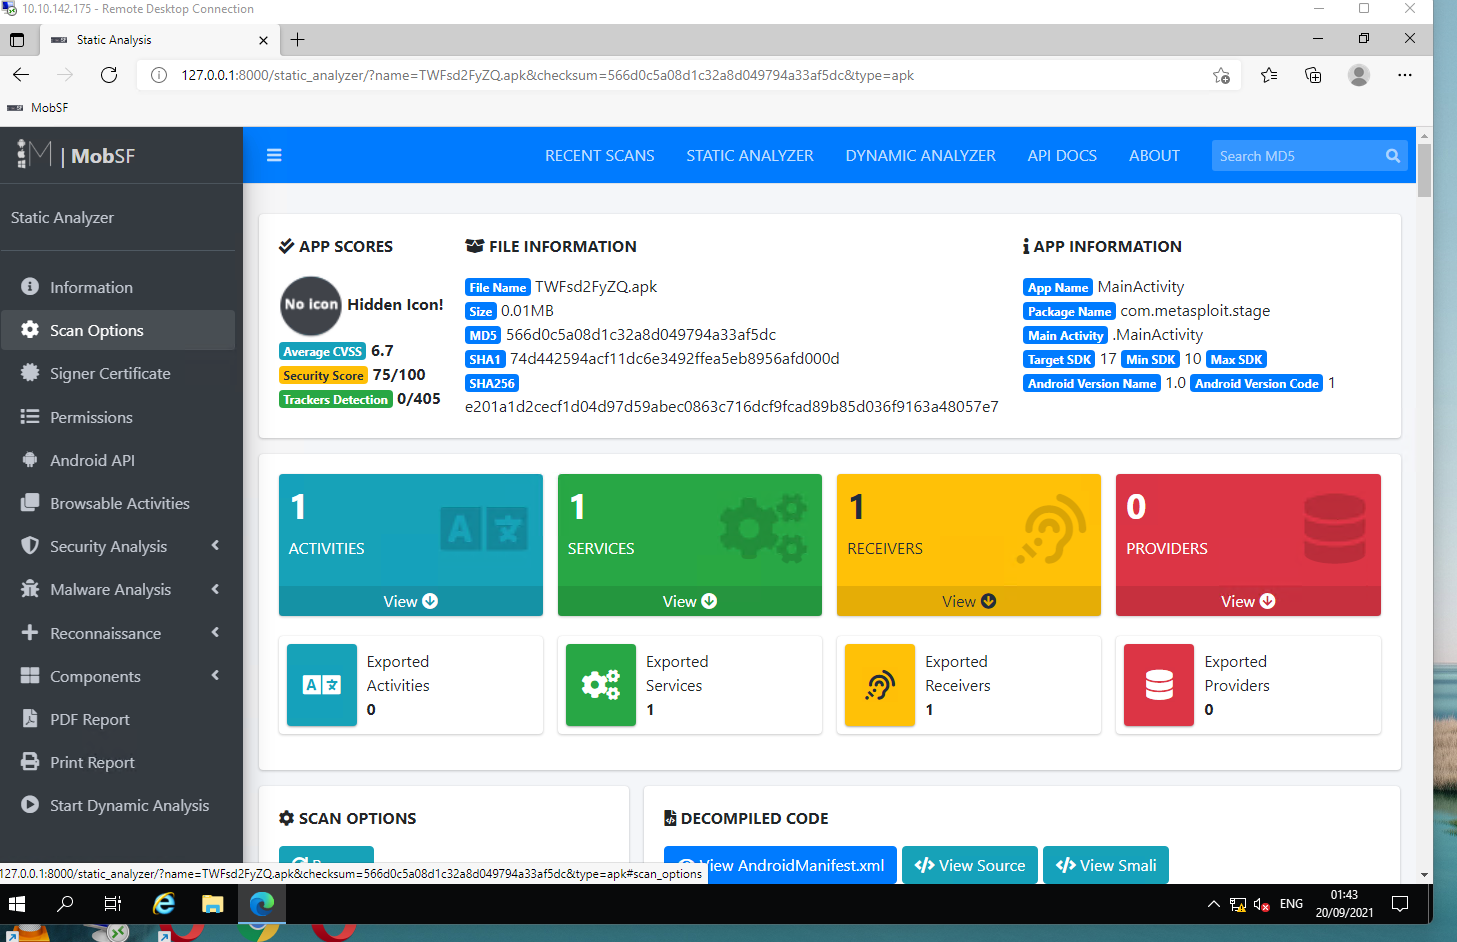 10.10.142.175 - Remote Desktop Connection
Static Analysis
127.0.0.1:8000/static_analyzer/?name=TWFsd2FyZQ.apk&checksum=566d0c5a08d1c32a8d049794a33af5dc&type=apk
MobSF
M | MobSF
RECENT SCANS STATIC ANALYZER DYNAMIC ANALYZER API DOCS ABOUT Search MD5
Static Analyzer
Information
Scan Options
Signer Certificate
Permissions
Android API
Browsable Activities
Security Analysis
Malware Analysis
Reconnaissance
Components
PDF Report
Print Report
Start Dynamic Analysis
APP SCORES
No icon Hidden Icon!
Average CVSS 6.7
Security Score 75/100
Trackers Detection 0/405
FILE INFORMATION
File Name TWFsd2FyZQ.apk
Size 0.01MB
MD5 566d0c5a08d1c32a8d049794a33af5dc
SHA1 74d442594acf11dc6e3492ffea5eb8956afd000d
SHA256
e201a1d2cecf1d04d97d59abec0863c716dcf9fcad89b85d036f9163a48057e7
APP INFORMATION
App Name MainActivity
Package Name com.metasploit.stage
Main Activity .MainActivity
Target SDK 17 Min SDK 10 Max SDK
Android Version Name 1.0 Android Version Code 1
1
ACTIVITIES
View
1
SERVICES
View
1
RECEIVERS
View
0
PROVIDERS
View
Exported
Activities
0
Exported
Services
1
Exported
Receivers
1
Exported
Providers
0
SCAN OPTIONS
DECOMPILED CODE
View AndroidManifest.xml View Source View Smali
127.0.0.1:8000/static_analyzer/?name=TWFsd2FyZQ.apk&checksum=566d0c5a08d1c32a8d049794a33af5dc&type=apk#scan_options
ENG
01:43
20/09/2021